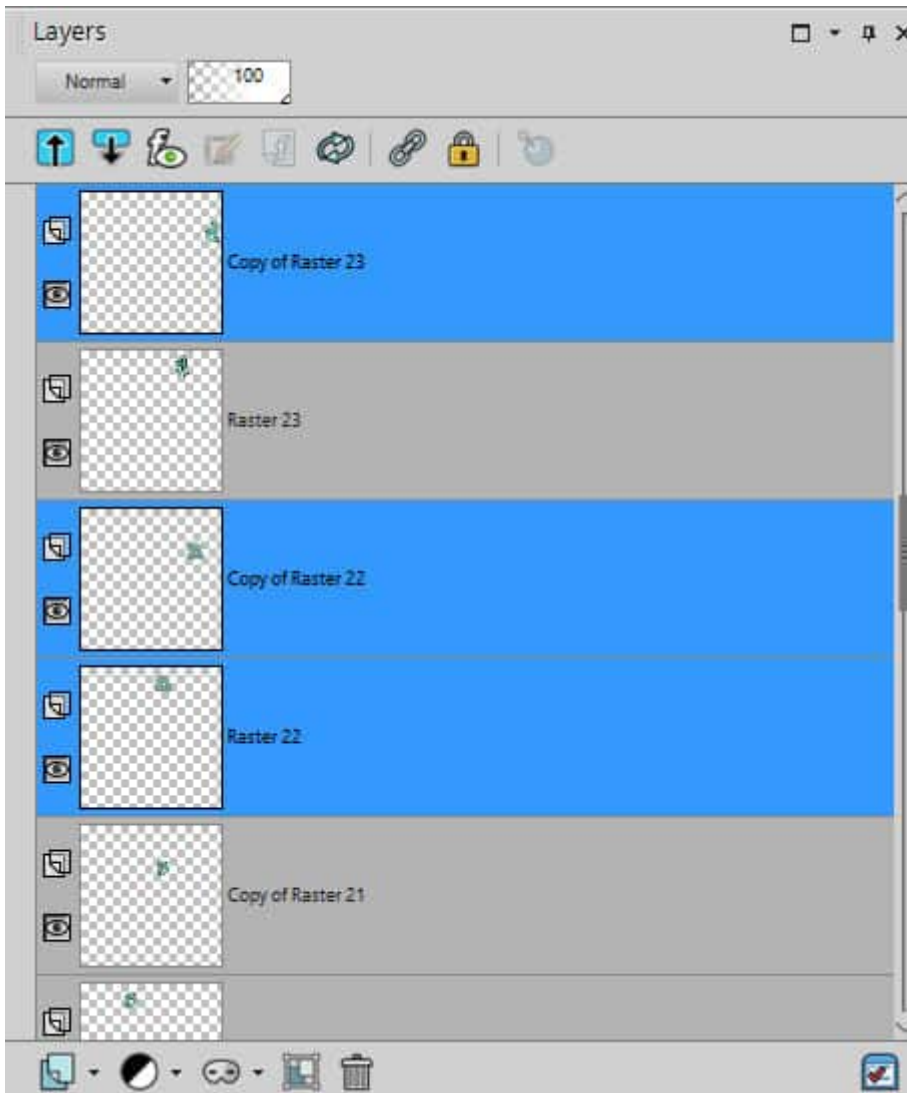 Layers
Normal
100
Copy of Raster 23
Raster 23
Copy of Raster 22
Raster 22
Copy of Raster 21